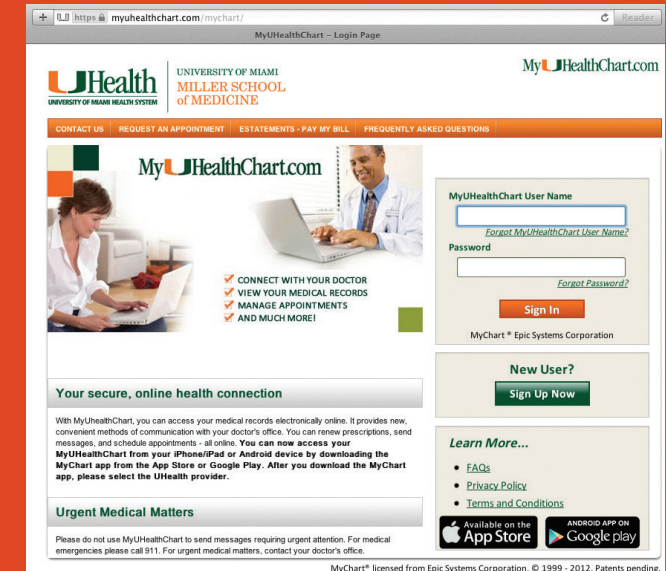 https myuhealthchart.com/mychart/
Reader
MyUHealthChart – Login Page
UHealth
UNIVERSITY OF MIAMI HEALTH SYSTEM
UNIVERSITY OF MIAMI
MILLER SCHOOL
of MEDICINE
MyUHealthChart.com
CONTACT US REQUEST AN APPOINTMENT ESTATEMENTS - PAY MY BILL FREQUENTLY ASKED QUESTIONS
MyUHealthChart.com
CONNECT WITH YOUR DOCTOR
VIEW YOUR MEDICAL RECORDS
MANAGE APPOINTMENTS
AND MUCH MORE!
MyUHealthChart User Name
Forgot MyUHealthChart User Name?
Password
Forgot Password?
Sign In
MyChart ® Epic Systems Corporation
New User?
Sign Up Now
Your secure, online health connection
With MyUhealthChart, you can access your medical records electronically online. It provides new,
convenient methods of communication with your doctor's office. You can renew prescriptions, send
messages, and schedule appointments - all online. You can now access your
MyUHealthChart from your iPhone/iPad or Android device by downloading the
MyChart app from the App Store or Google Play. After you download the MyChart
app, please select the UHealth provider.
Urgent Medical Matters
Please do not use MyUHealthChart to send messages requiring urgent attention. For medical
emergencies please call 911. For urgent medical matters, contact your doctor's office.
Learn More...
FAQs
Privacy Policy
Terms and Conditions
Available on the
App Store
ANDROID APP ON
Google play
MyChart® licensed from Epic Systems Corporation, © 1999 - 2012. Patents pending.